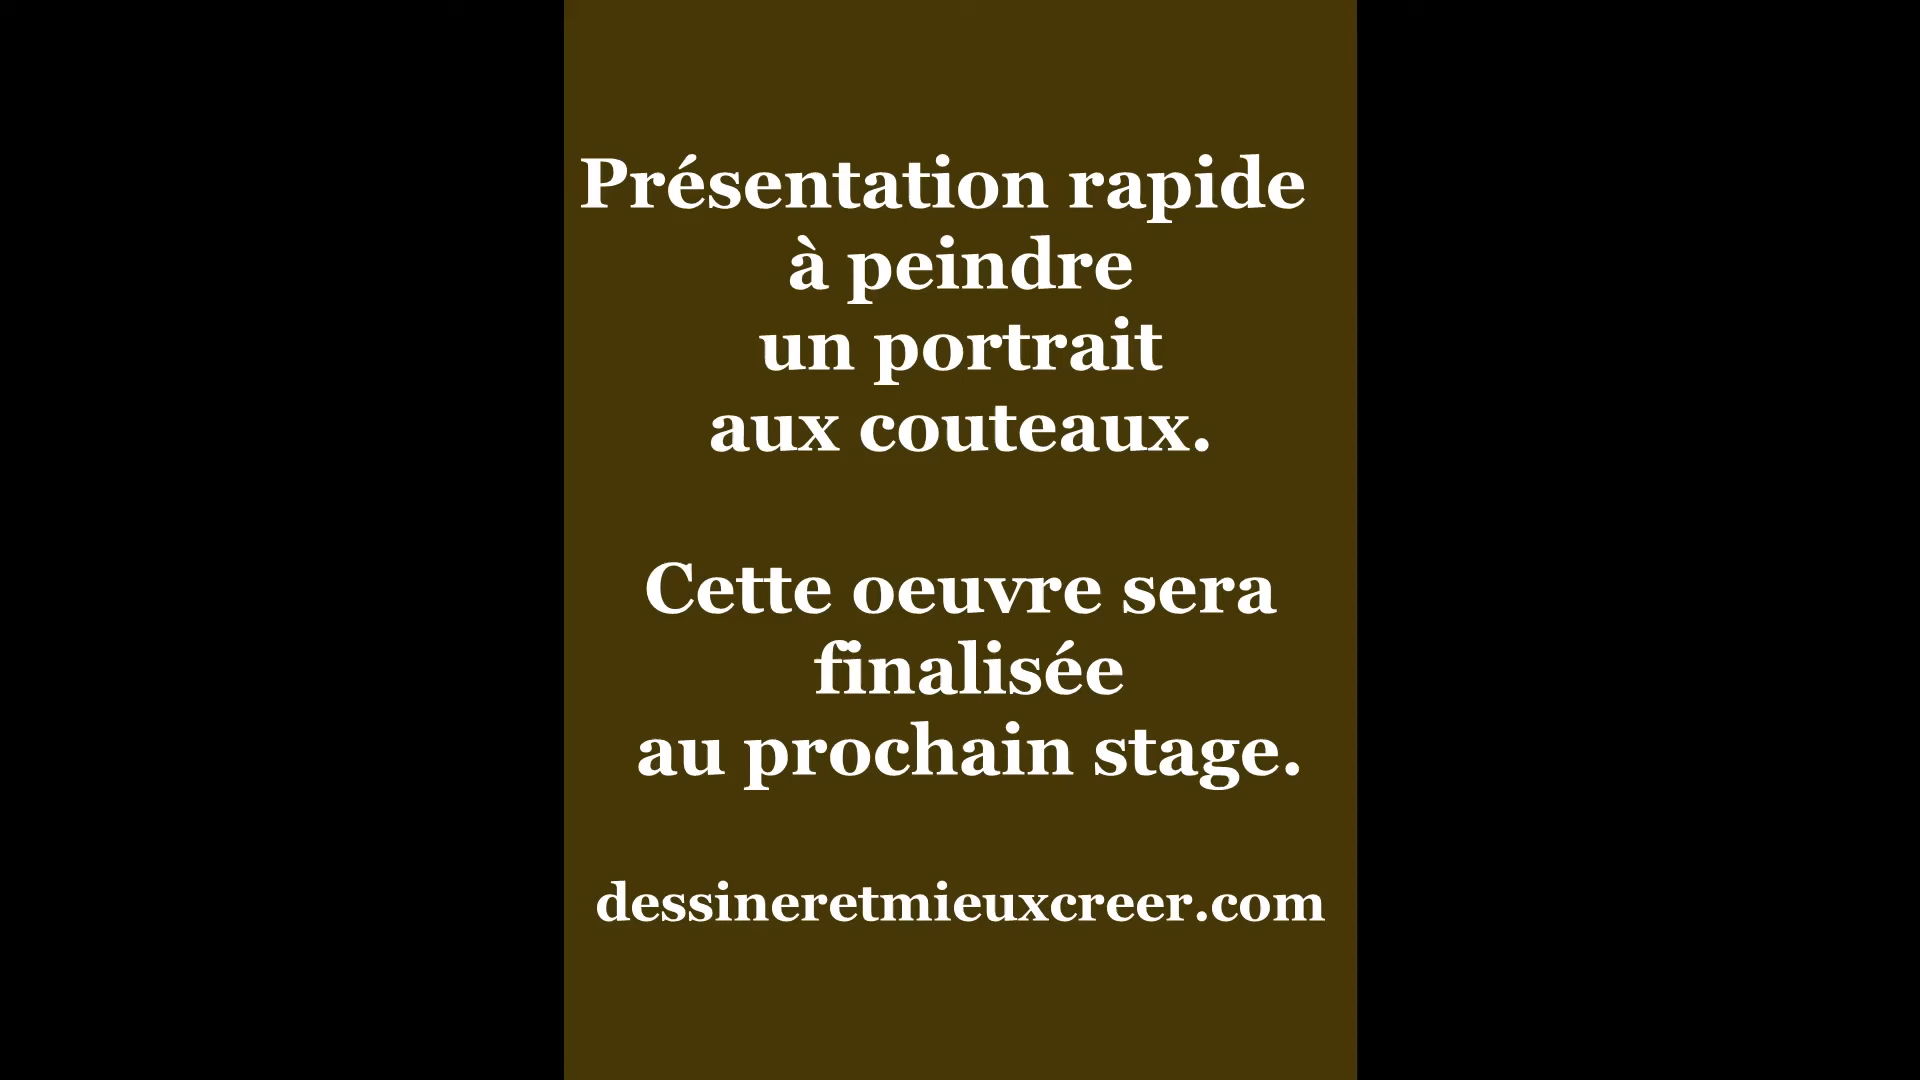 Présentation rapide
à peindre
un portrait
aux couteaux.
Cette oeuvre sera
finalisée
au prochain stage.
dessineretmieuxcreer.com